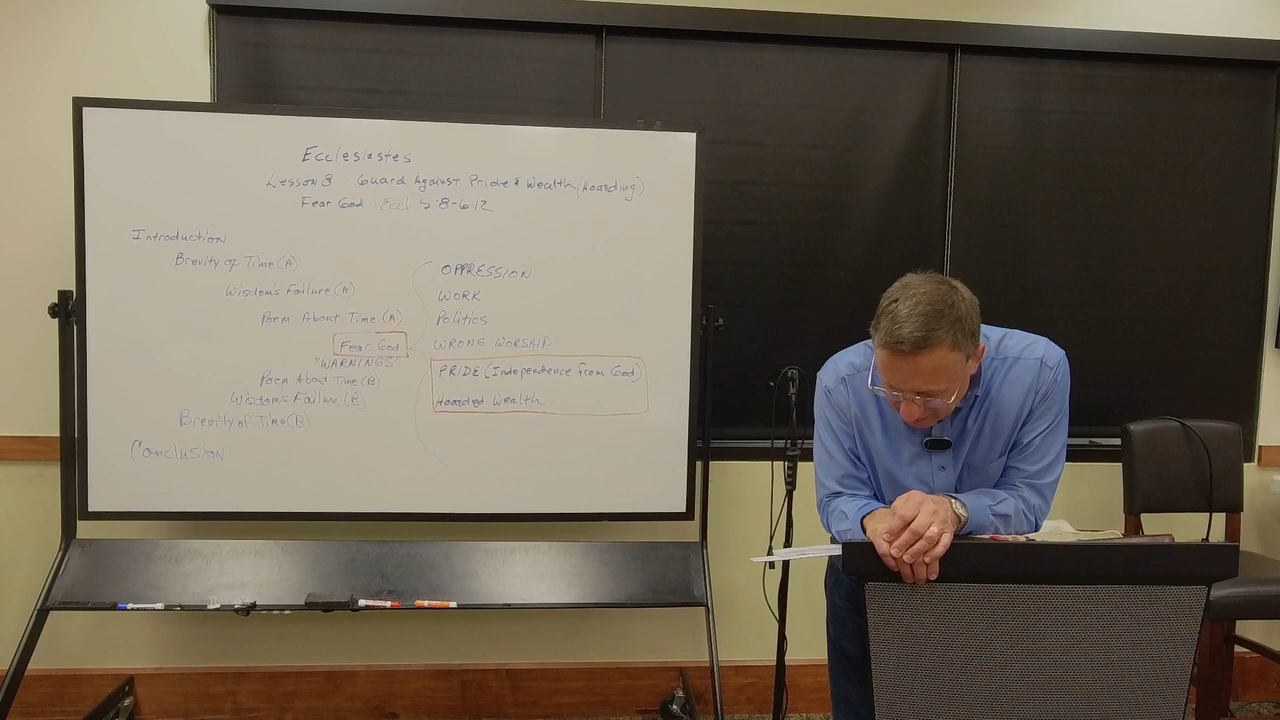 Ecclesiastes
Lesson 8 - Guard Against Pride & Wealth (Hoarding)
Fear God Eccl 5:8-6:12
Introduction
Brevity of Time (A)
Wisdom's Failure (A)
Poem About Time (A)
Fear God
"WARNINGS"
Poem About Time (B)
Wisdom's Failure (B)
Brevity of Time (B)
Conclusion
OPPRESSION
WORK
Politics
WRONG WORSHIP
PRIDE (Independence from God)
Hoarded Wealth